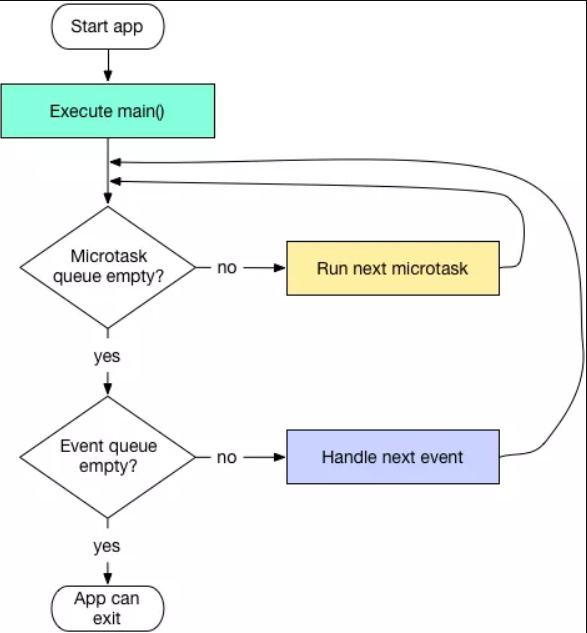 Start app
Execute main()
Microtask
queue empty?
no
Run next microtask
yes
Event queue
empty?
no
Handle next event
yes
App can
exit